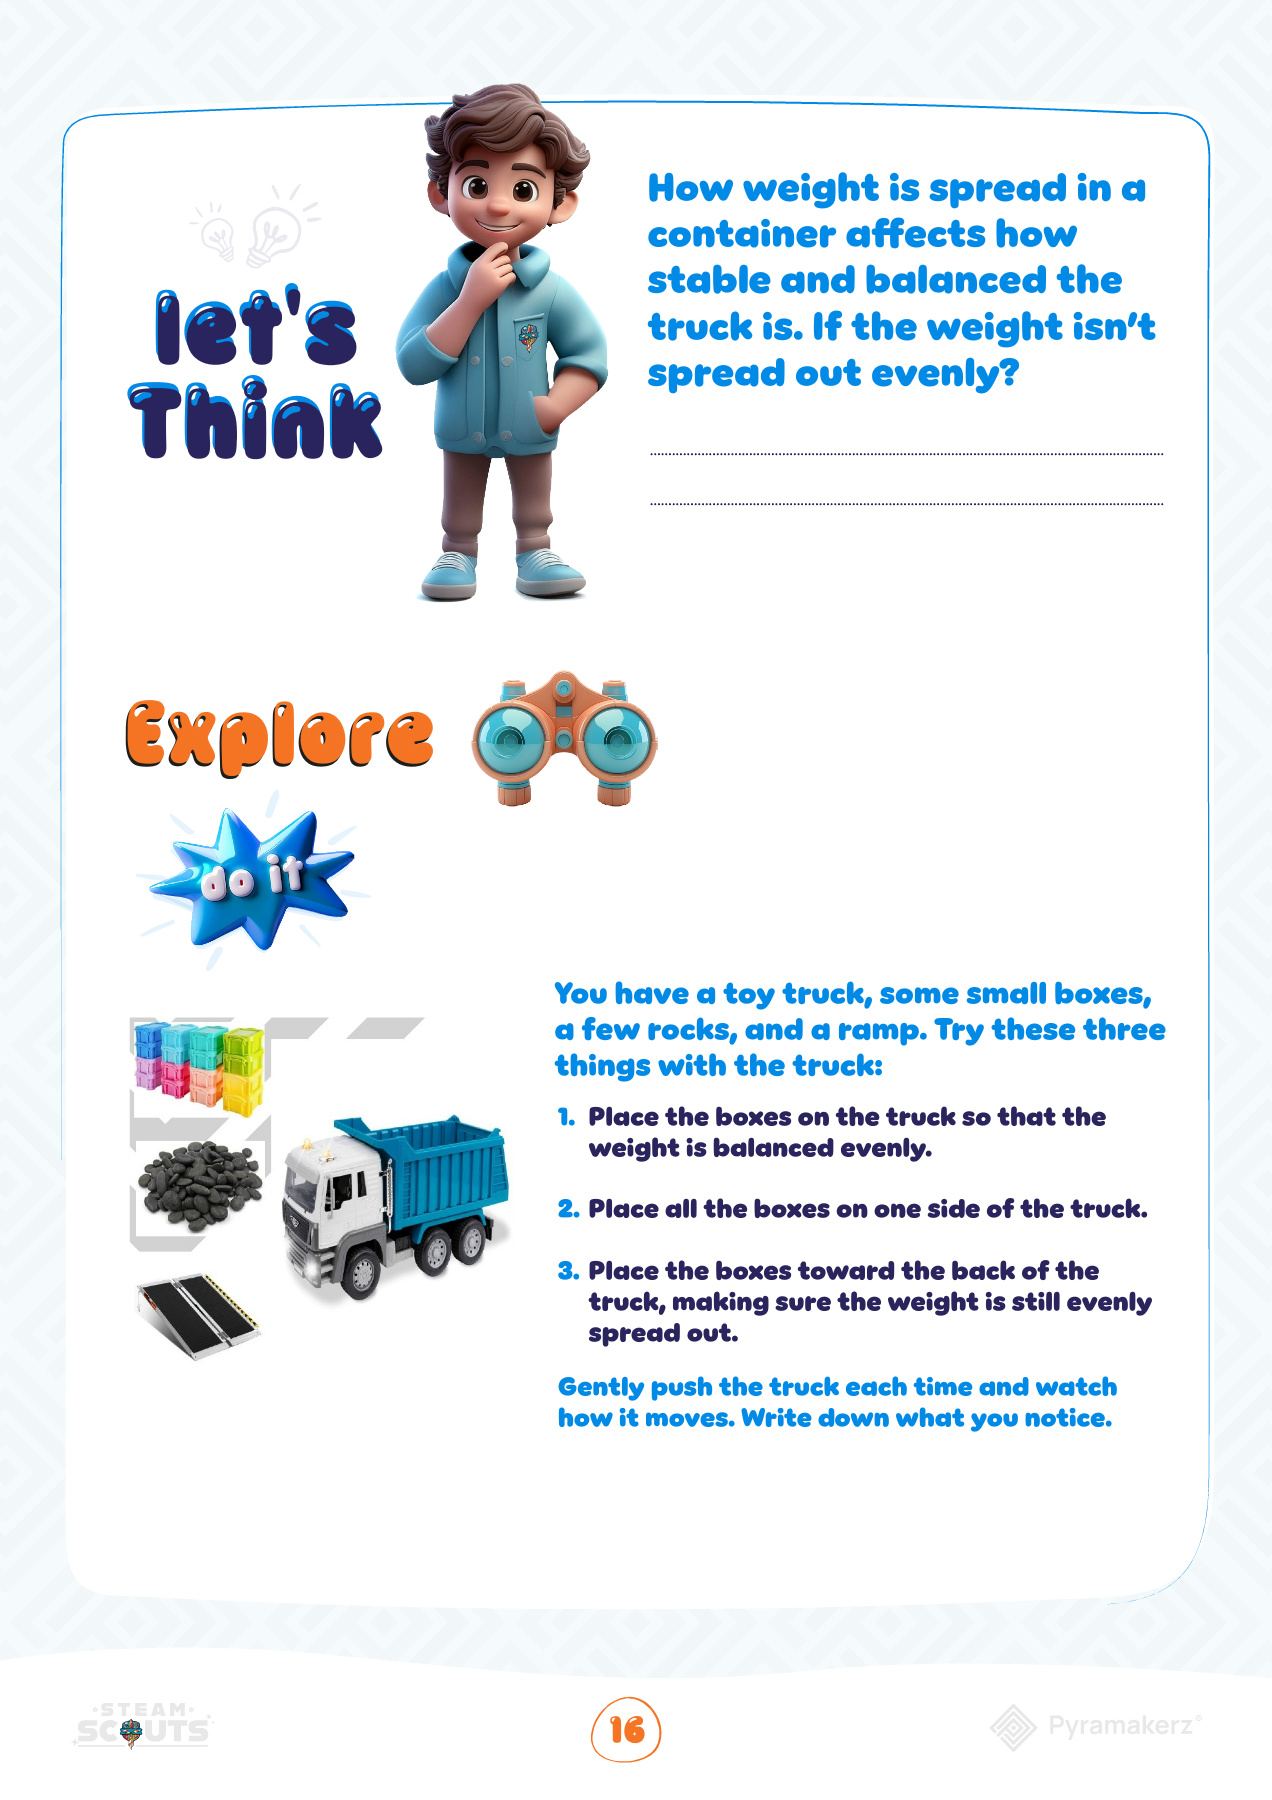 let's
Think
How weight is spread in a
container affects how
stable and balanced the
truck is. If the weight isn't
spread out evenly?
Explore
do it
You have a toy truck, some small boxes,
a few rocks, and a ramp. Try these three
things with the truck:
1. Place the boxes on the truck so that the
weight is balanced evenly.
2. Place all the boxes on one side of the truck.
3. Place the boxes toward the back of the
truck, making sure the weight is still evenly
spread out.
Gently push the truck each time and watch
how it moves. Write down what you notice.
STEAM
SCOUTS
16
Pyramakerz©